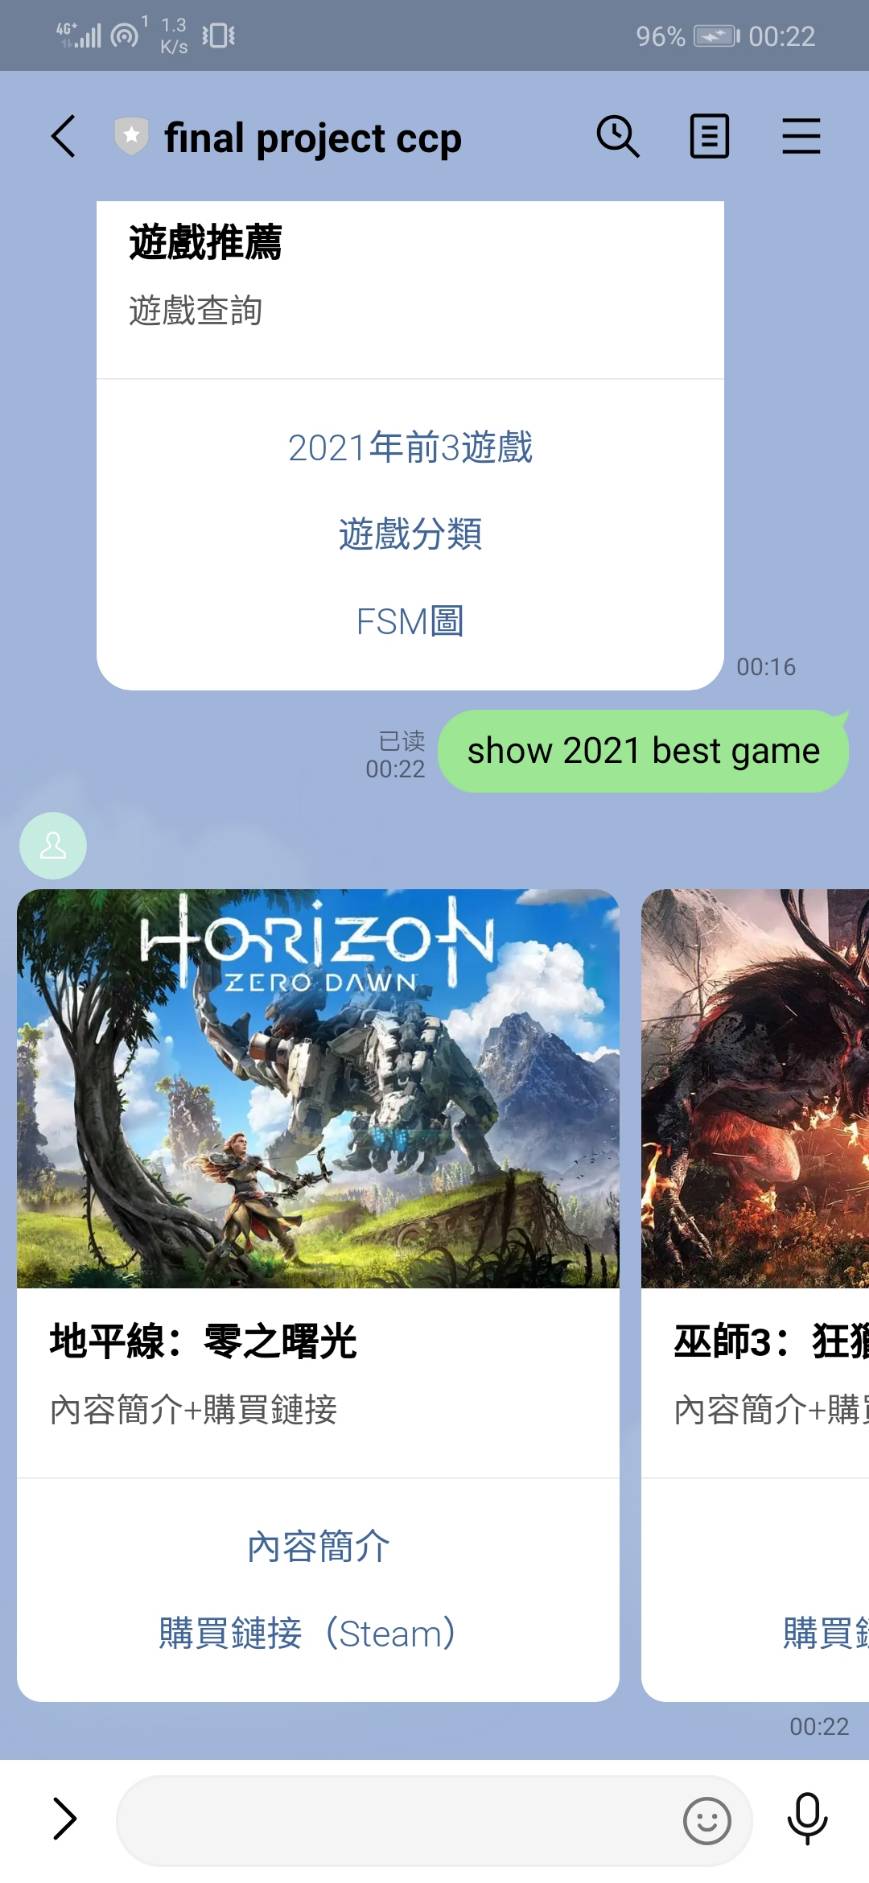 4G+ 1 1.3 K/s 96% 00:22
final project ccp
遊戲推薦
遊戲查詢
2021年前3遊戲
遊戲分類
FSM圖
00:16
已读
00:22
show 2021 best game
HORIZON
ZERO DAWN
地平線：零之曙光
內容簡介+購買鏈接
內容簡介
購買鏈接（Steam）
巫師3：狂
內容簡介+購
購買
00:22